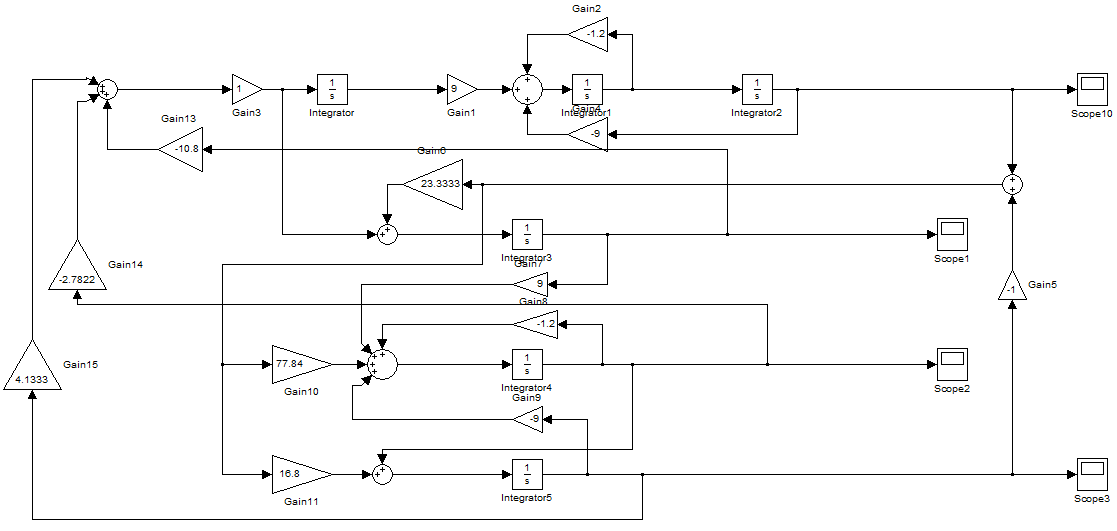 Gain2
-1.2
1
Gain3
1
s
Integrator
9
Gain1
1
s
Integrator1
Gain4
-9
1
s
Integrator2
Scope10
Gain13
-10.8
Gain6
23.3333
1
s
Integrator3
Scope1
Gain14
-2.7822
Gain7
9
Gain5
-1
Gain8
-1.2
Gain15
4.1333
77.84
Gain10
1
s
Integrator4
Scope2
Gain9
-9
16.8
Gain11
1
s
Integrator5
Scope3